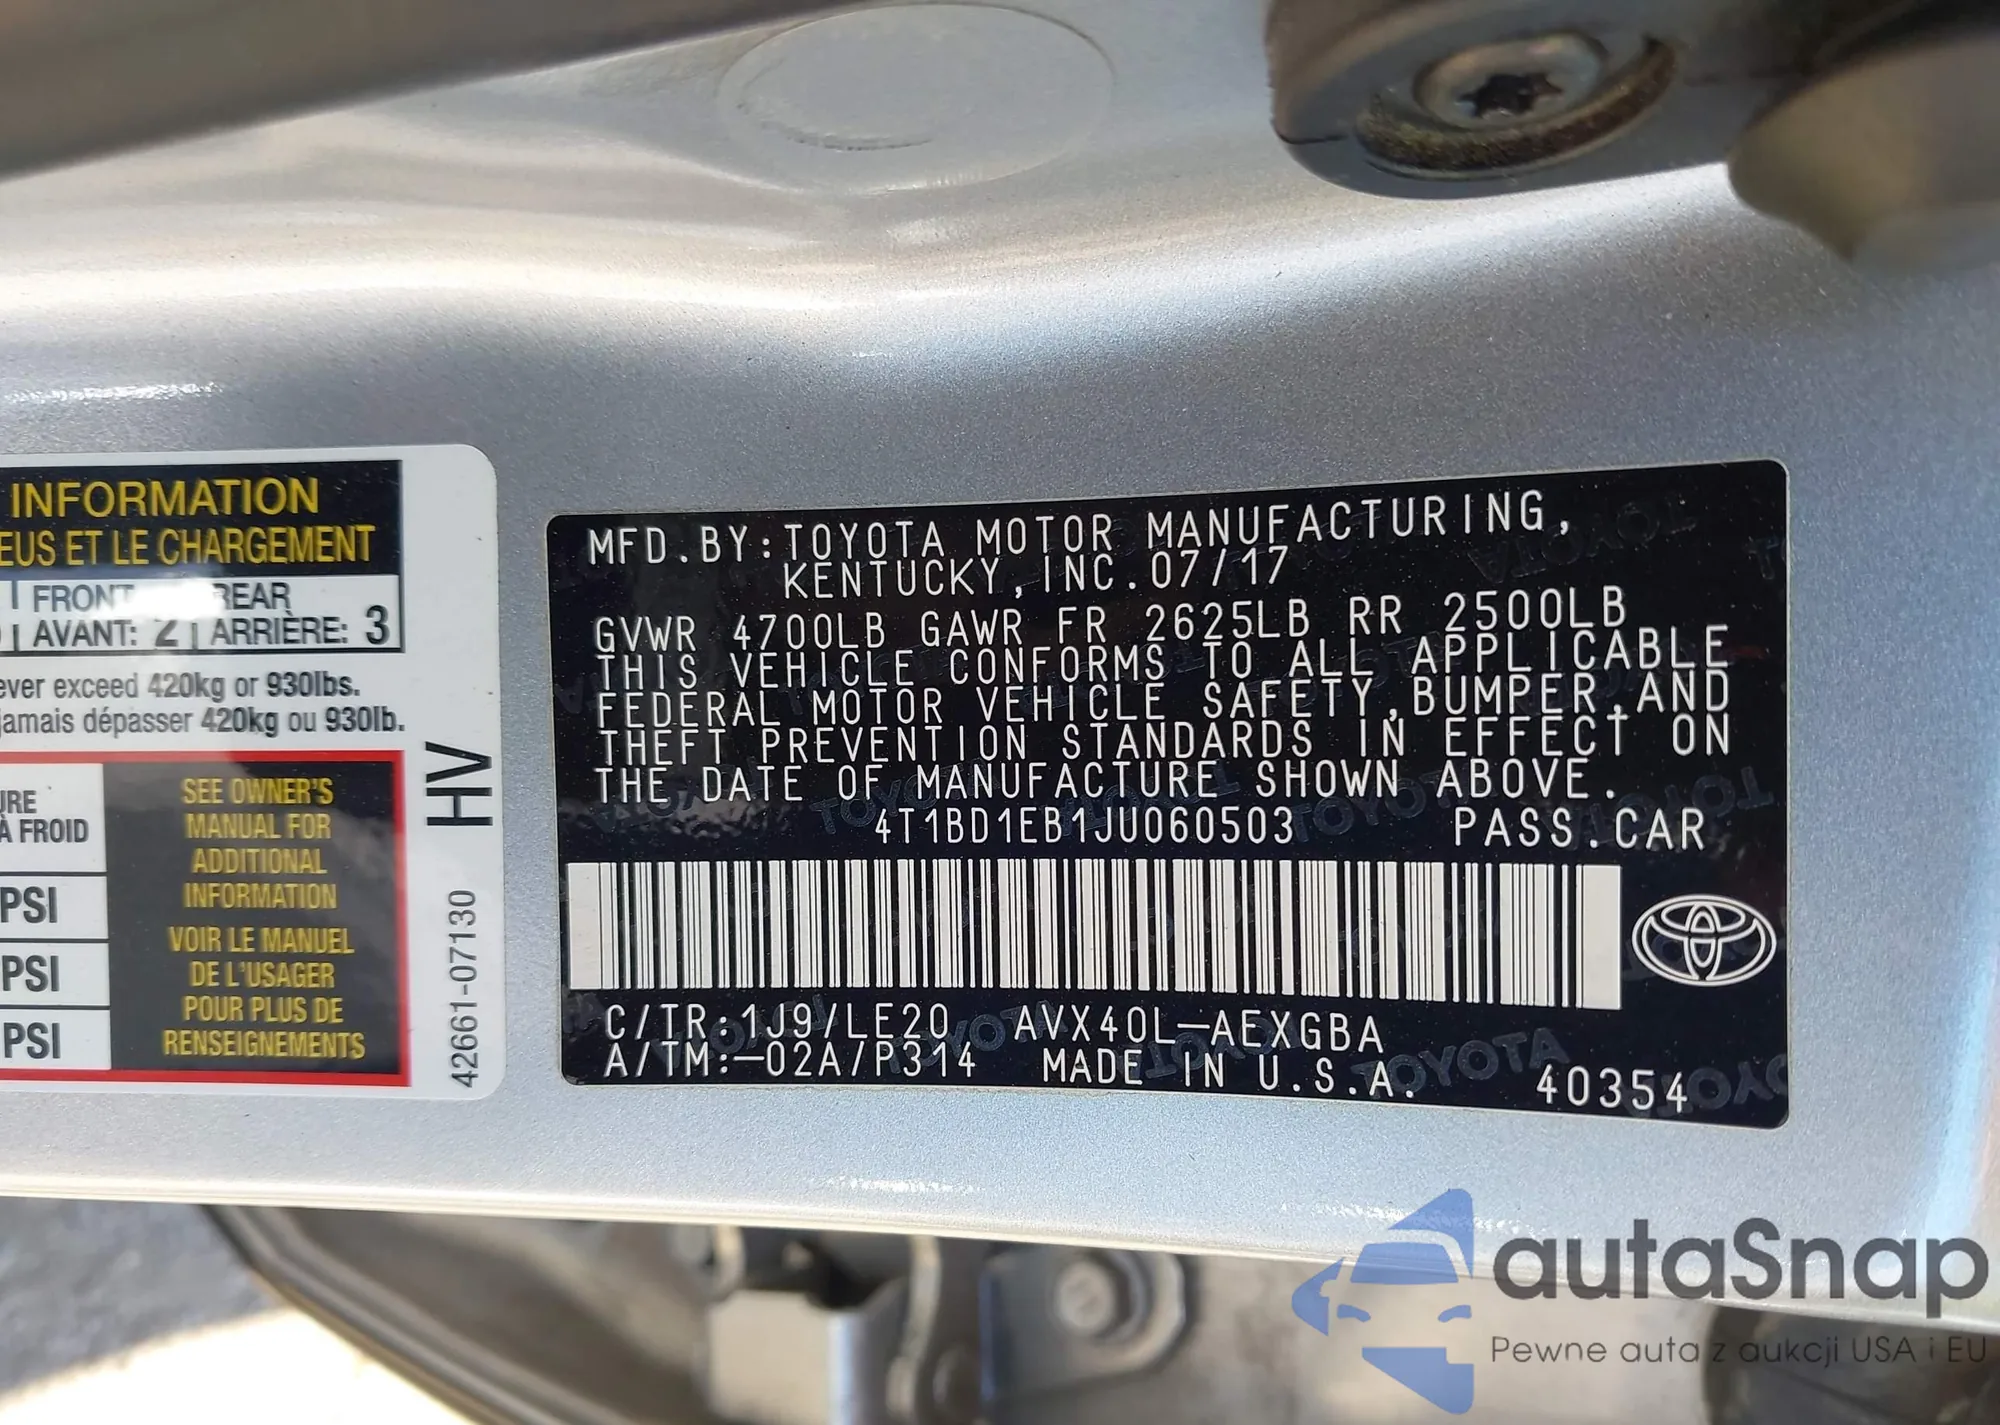 INFORMATION
EUS ET LE CHARGEMENT
FRONT REAR
AVANT: 2 ARRIÈRE: 3
ever exceed 420kg or 930lbs.
jamais dépasser 420kg ou 930lb.
URE
À FROID
PSI
PSI
PSI
SEE OWNER'S
MANUAL FOR
ADDITIONAL
INFORMATION
VOIR LE MANUEL
DE L'USAGER
POUR PLUS DE
RENSEIGNEMENTS
HV
42661-07130
MFD.BY:TOYOTA MOTOR MANUFACTURING,
KENTUCKY,INC.07/17
GVWR 4700LB GAWR FR 2625LB RR 2500LB
THIS VEHICLE CONFORMS TO ALL APPLICABLE
FEDERAL MOTOR VEHICLE SAFETY,BUMPER,AND
THEFT PREVENTION STANDARDS IN EFFECT ON
THE DATE OF MANUFACTURE SHOWN ABOVE.
4T1BD1EB1JU060503 PASS.CAR
C/TR:1J9/LE20 AVX40L-AEXGBA
A/TM:-02A/P314 MADE IN U.S.A. 40354
autaSnap
Pewne auta z aukcji USA i EU